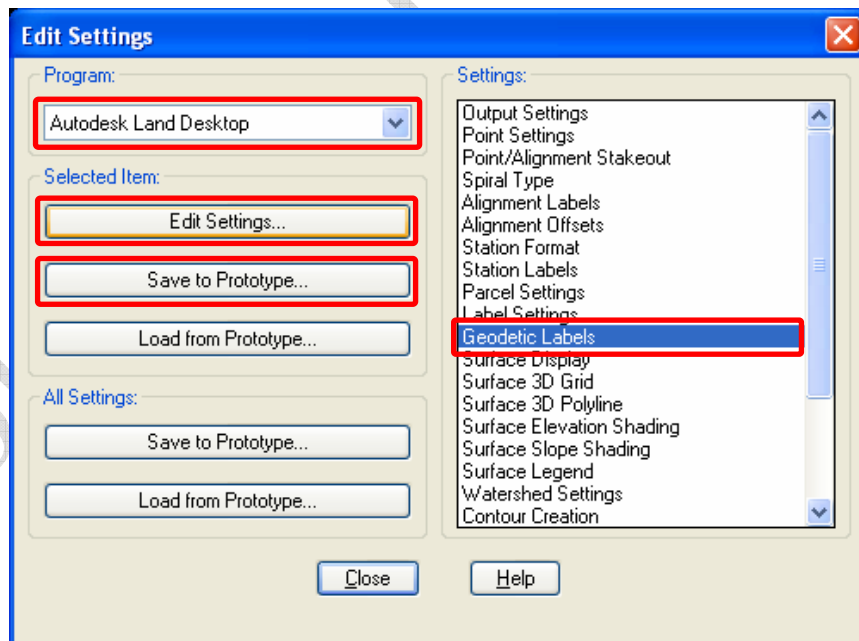 Edit Settings
Program:
Autodesk Land Desktop
Selected Item:
Edit Settings...
Save to Prototype...
Load from Prototype...
All Settings:
Save to Prototype...
Load from Prototype...
Settings:
Output Settings
Point Settings
Point/Alignment Stakeout
Spiral Type
Alignment Labels
Alignment Offsets
Station Format
Station Labels
Parcel Settings
Label Settings
Geodetic Labels
Surface Display
Surface 3D Grid
Surface 3D Polyline
Surface Elevation Shading
Surface Slope Shading
Surface Legend
Watershed Settings
Contour Creation
Close
Help